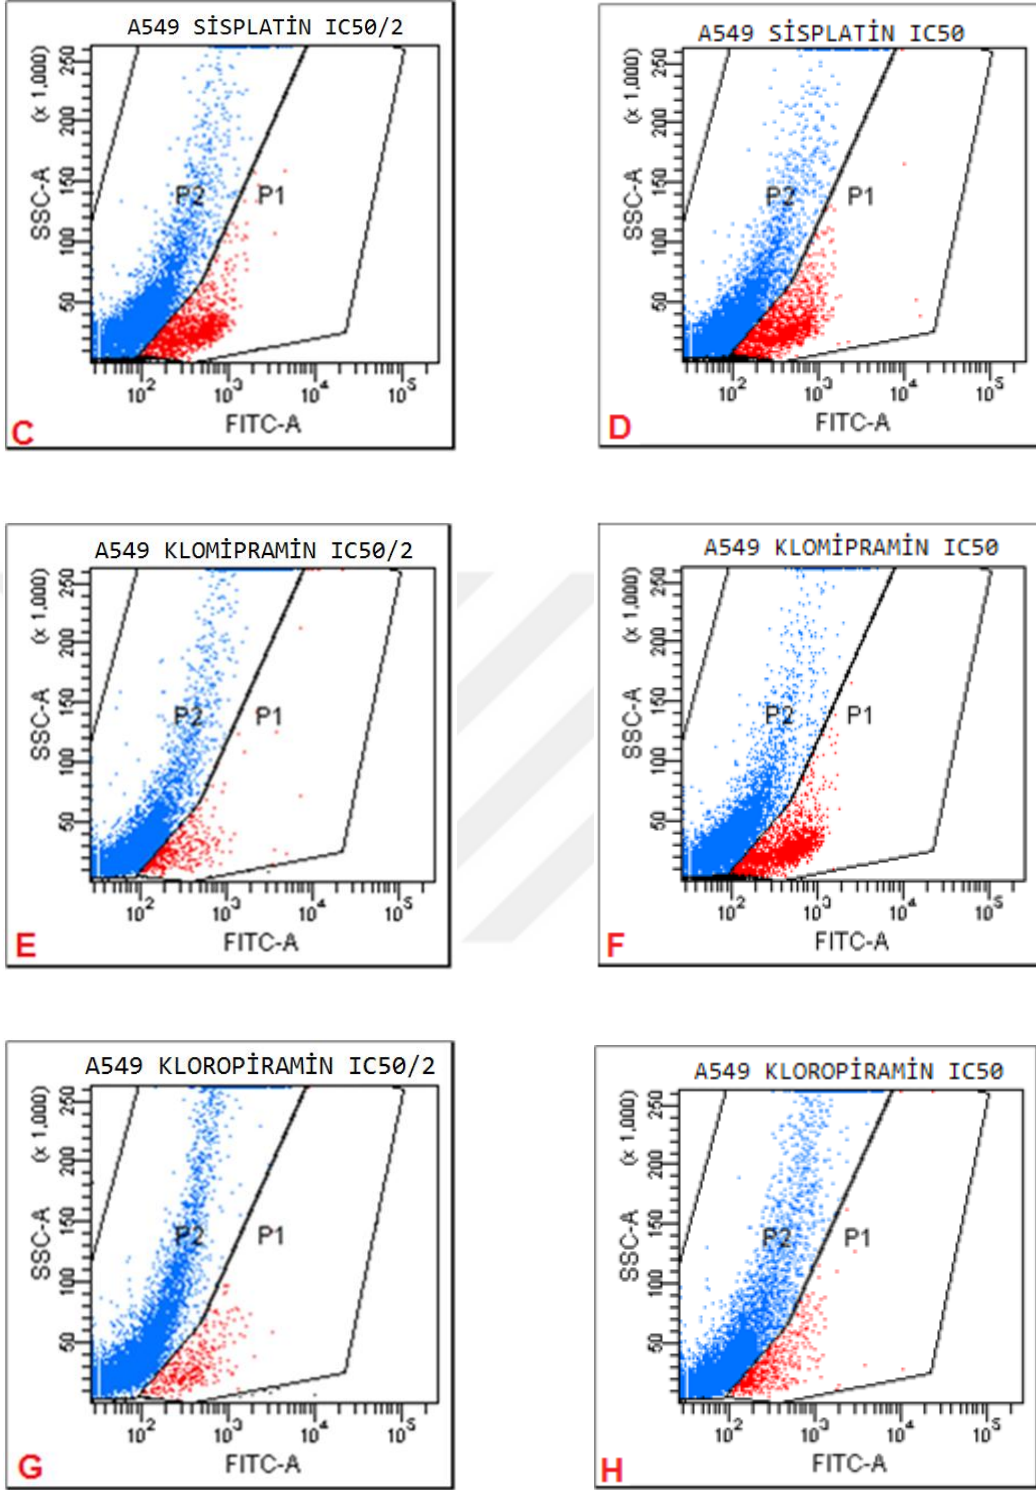 A549 SİSPLATİN IC50/2
(x 1,000)
SSC-A
250
200
150
100
50
P2
P1
10²
10³
10⁴
10⁵
FITC-A
C
A549 SİSPLATİN IC50
(x 1,000)
SSC-A
250
200
150
100
50
P2
P1
10²
10³
10⁴
10⁵
FITC-A
D
A549 KLOMİPRAMİN IC50/2
(x 1,000)
SSC-A
250
200
150
100
50
P2
P1
10²
10³
10⁴
10⁵
FITC-A
E
A549 KLOMİPRAMİN IC50
(x 1,000)
SSC-A
250
200
150
100
50
P2
P1
10²
10³
10⁴
10⁵
FITC-A
F
A549 KLOROPİRAMİN IC50/2
(x 1,000)
SSC-A
250
200
150
100
50
P2
P1
10²
10³
10⁴
10⁵
FITC-A
G
A549 KLOROPİRAMİN IC50
(x 1,000)
SSC-A
250
200
150
100
50
P2
P1
10²
10³
10⁴
10⁵
FITC-A
H